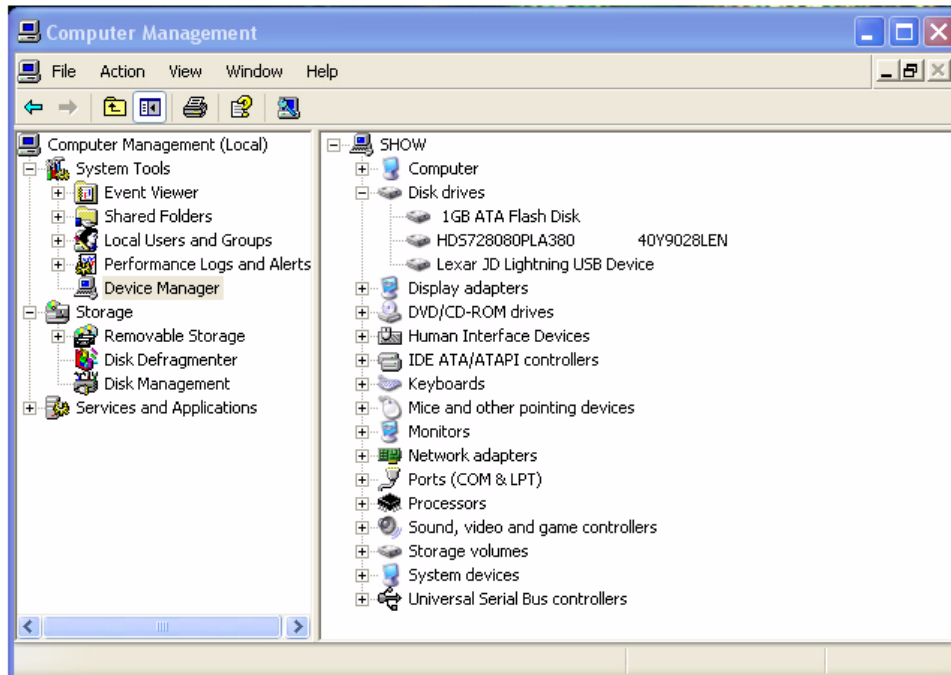 Computer Management
File Action View Window Help
Computer Management (Local)
System Tools
Event Viewer
Shared Folders
Local Users and Groups
Performance Logs and Alerts
Device Manager
Storage
Removable Storage
Disk Defragmenter
Disk Management
Services and Applications
SHOW
Computer
Disk drives
1GB ATA Flash Disk
HDS728080PLA380 40Y9028LEN
Lexar JD Lightning USB Device
Display adapters
DVD/CD-ROM drives
Human Interface Devices
IDE ATA/ATAPI controllers
Keyboards
Mice and other pointing devices
Monitors
Network adapters
Ports (COM & LPT)
Processors
Sound, video and game controllers
Storage volumes
System devices
Universal Serial Bus controllers